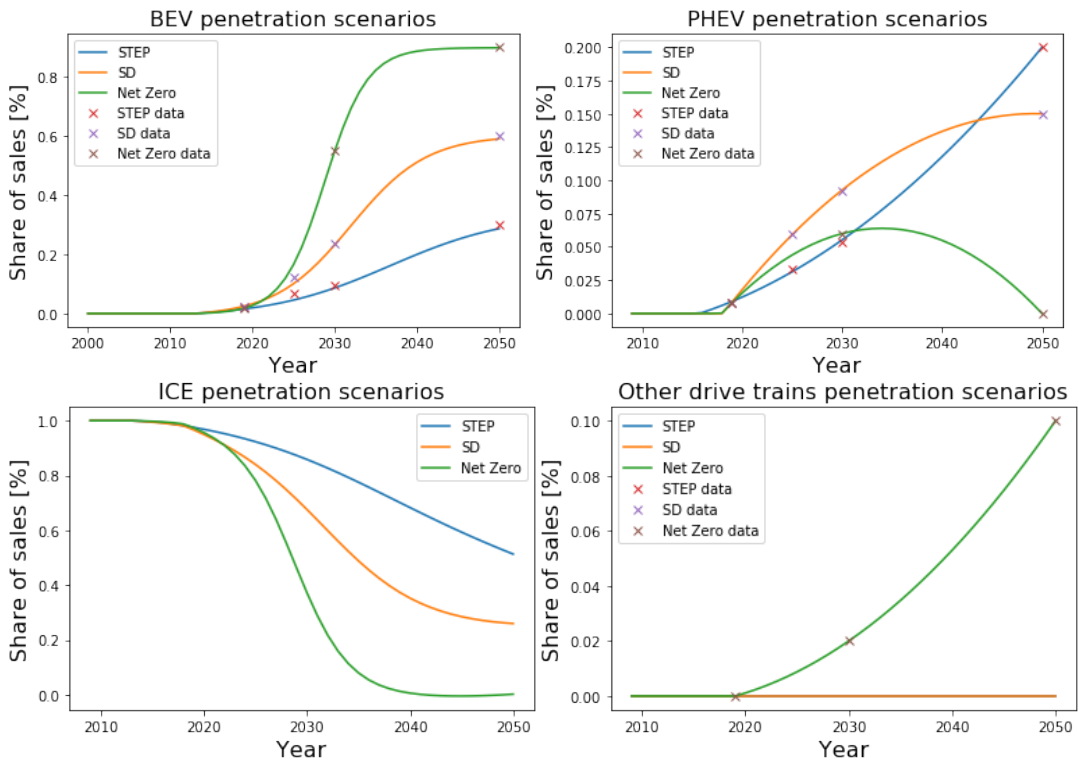 BEV penetration scenarios
Share of sales [%]
0.8
0.6
0.4
0.2
0.0
STEP
SD
Net Zero
STEP data
SD data
Net Zero data
2000 2010 2020 2030 2040 2050
Year
PHEV penetration scenarios
Share of sales [%]
0.200
0.175
0.150
0.125
0.100
0.075
0.050
0.025
0.000
STEP
SD
Net Zero
STEP data
SD data
Net Zero data
2010 2020 2030 2040 2050
Year
ICE penetration scenarios
Share of sales [%]
1.0
0.8
0.6
0.4
0.2
0.0
STEP
SD
Net Zero
2010 2020 2030 2040 2050
Year
Other drive trains penetration scenarios
Share of sales [%]
0.10
0.08
0.06
0.04
0.02
0.00
STEP
SD
Net Zero
STEP data
SD data
Net Zero data
2010 2020 2030 2040 2050
Year